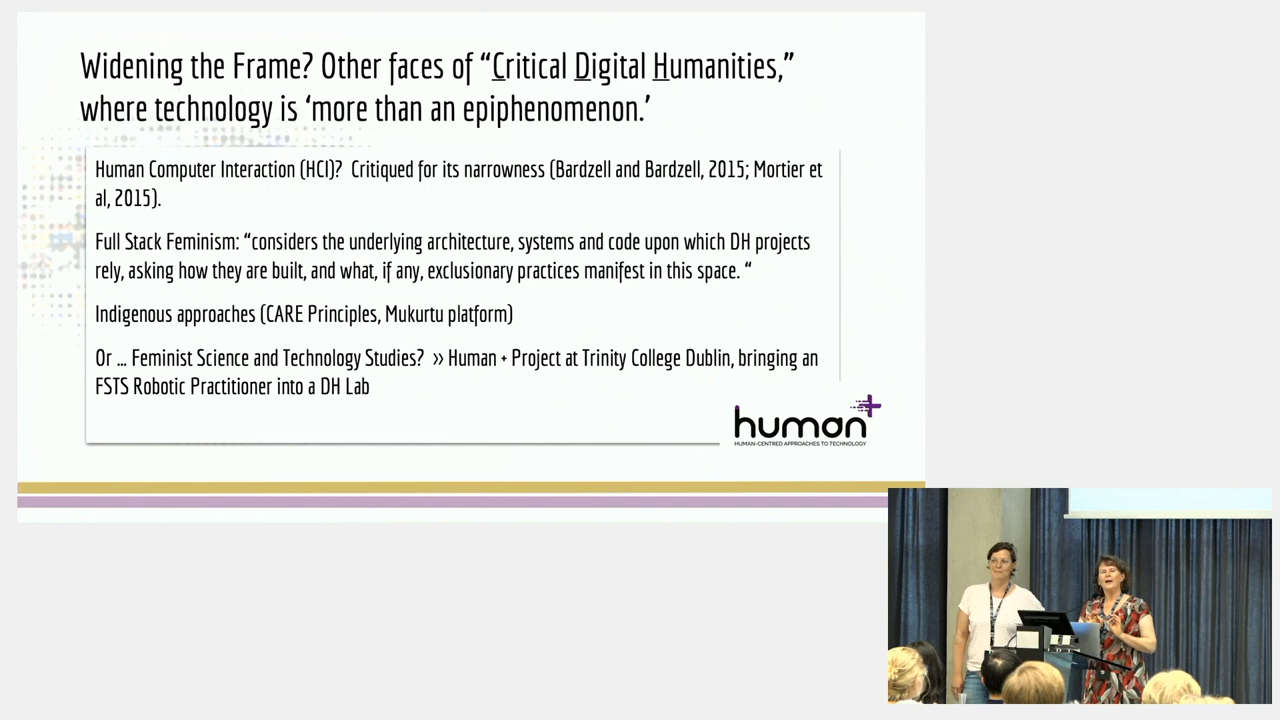 Widening the Frame? Other faces of “Critical Digital Humanities,”
where technology is ‘more than an epiphenomenon.’
Human Computer Interaction (HCI)? Critiqued for its narrowness (Bardzell and Bardzell, 2015; Mortier et
al, 2015).
Full Stack Feminism: “considers the underlying architecture, systems and code upon which DH projects
rely, asking how they are built, and what, if any, exclusionary practices manifest in this space. “
Indigenous approaches (CARE Principles, Mukurtu platform)
Or … Feminist Science and Technology Studies? » Human + Project at Trinity College Dublin, bringing an
FSTS Robotic Practitioner into a DH Lab
human+
HUMAN-CENTRED APPROACHES TO TECHNOLOGY